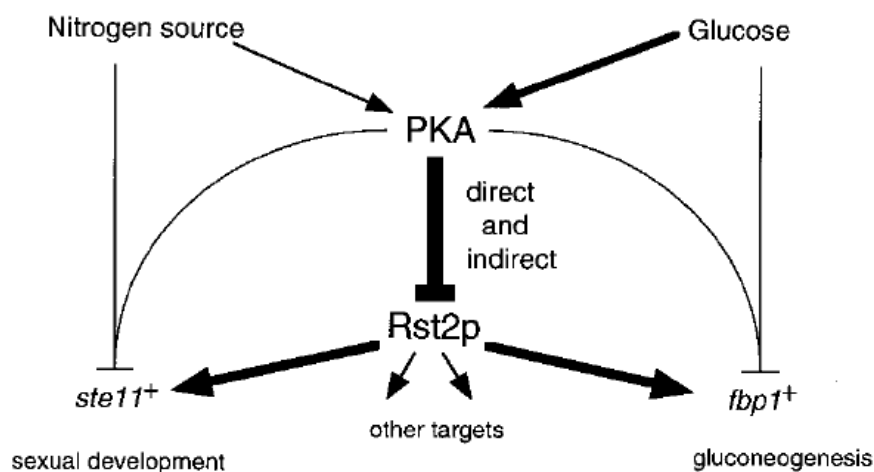 Nitrogen source
Glucose
PKA
direct
and
indirect
Rst2p
ste11+
fbp1+
other targets
sexual development
gluconeogenesis